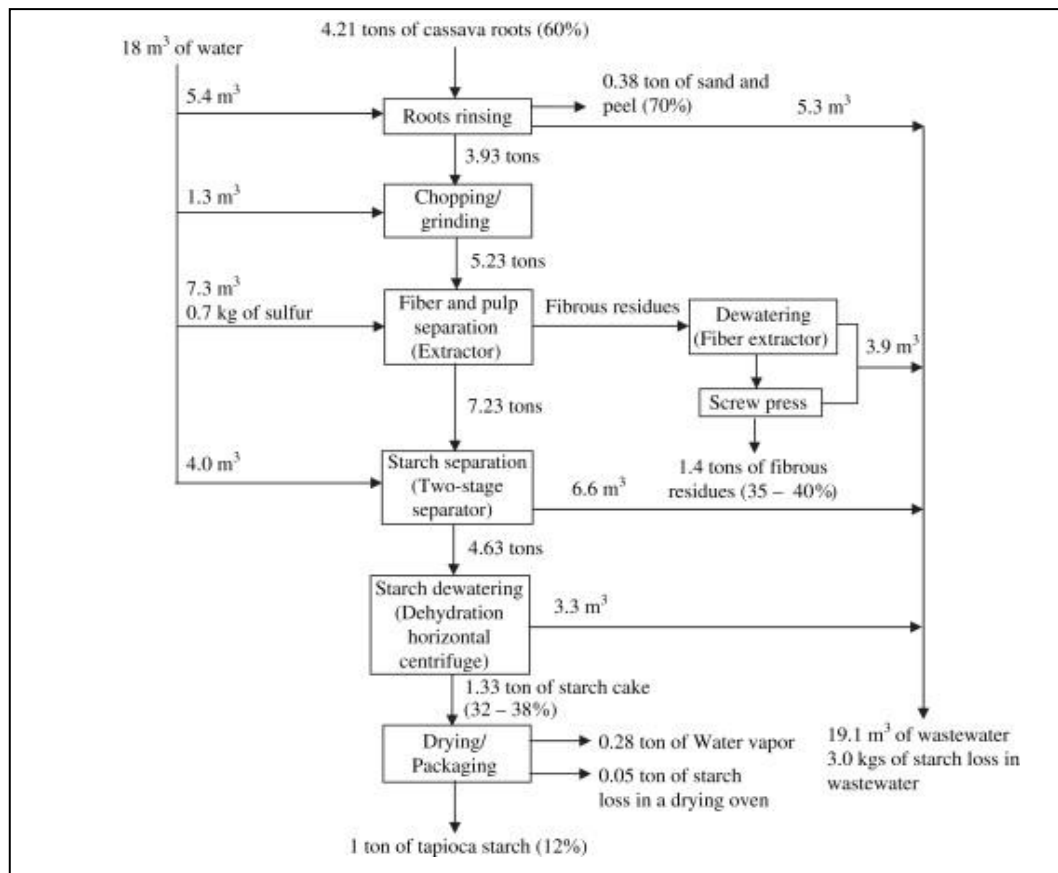 4.21 tons of cassava roots (60%)
18 m³ of water
0.38 ton of sand and
peel (70%)
5.4 m³
Roots rinsing
5.3 m³
3.93 tons
1.3 m³
Chopping/
grinding
5.23 tons
7.3 m³
0.7 kg of sulfur
Fiber and pulp
separation
(Extractor)
Fibrous residues
Dewatering
(Fiber extractor)
3.9 m³
Screw press
7.23 tons
1.4 tons of fibrous
residues (35 – 40%)
4.0 m³
Starch separation
(Two-stage
separator)
6.6 m³
4.63 tons
Starch dewatering
(Dehydration
horizontal
centrifuge)
3.3 m³
1.33 ton of starch cake
(32 – 38%)
Drying/
Packaging
0.28 ton of Water vapor
0.05 ton of starch
loss in a drying oven
19.1 m³ of wastewater
3.0 kgs of starch loss in
wastewater
1 ton of tapioca starch (12%)